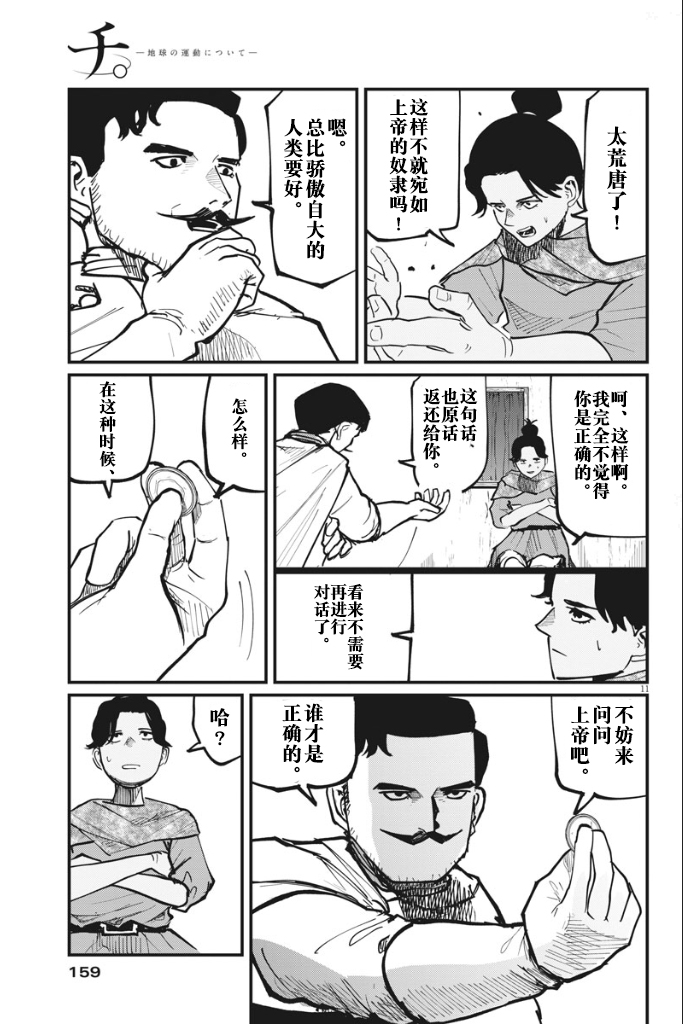 チ。
—地球の運動について—
太荒唐了！
这样不就宛如
上帝的奴隶吗！
嗯。
总比骄傲自大的
人类要好。
呵、这样啊。
我完全不觉得
你是正确的。
这句话、
也原话
返还给你。
看来不需要
再进行
对话了。
怎么样。
在这种时候、
11
不妨来
问问
上帝吧。
谁才是
正确的。
哈？
159